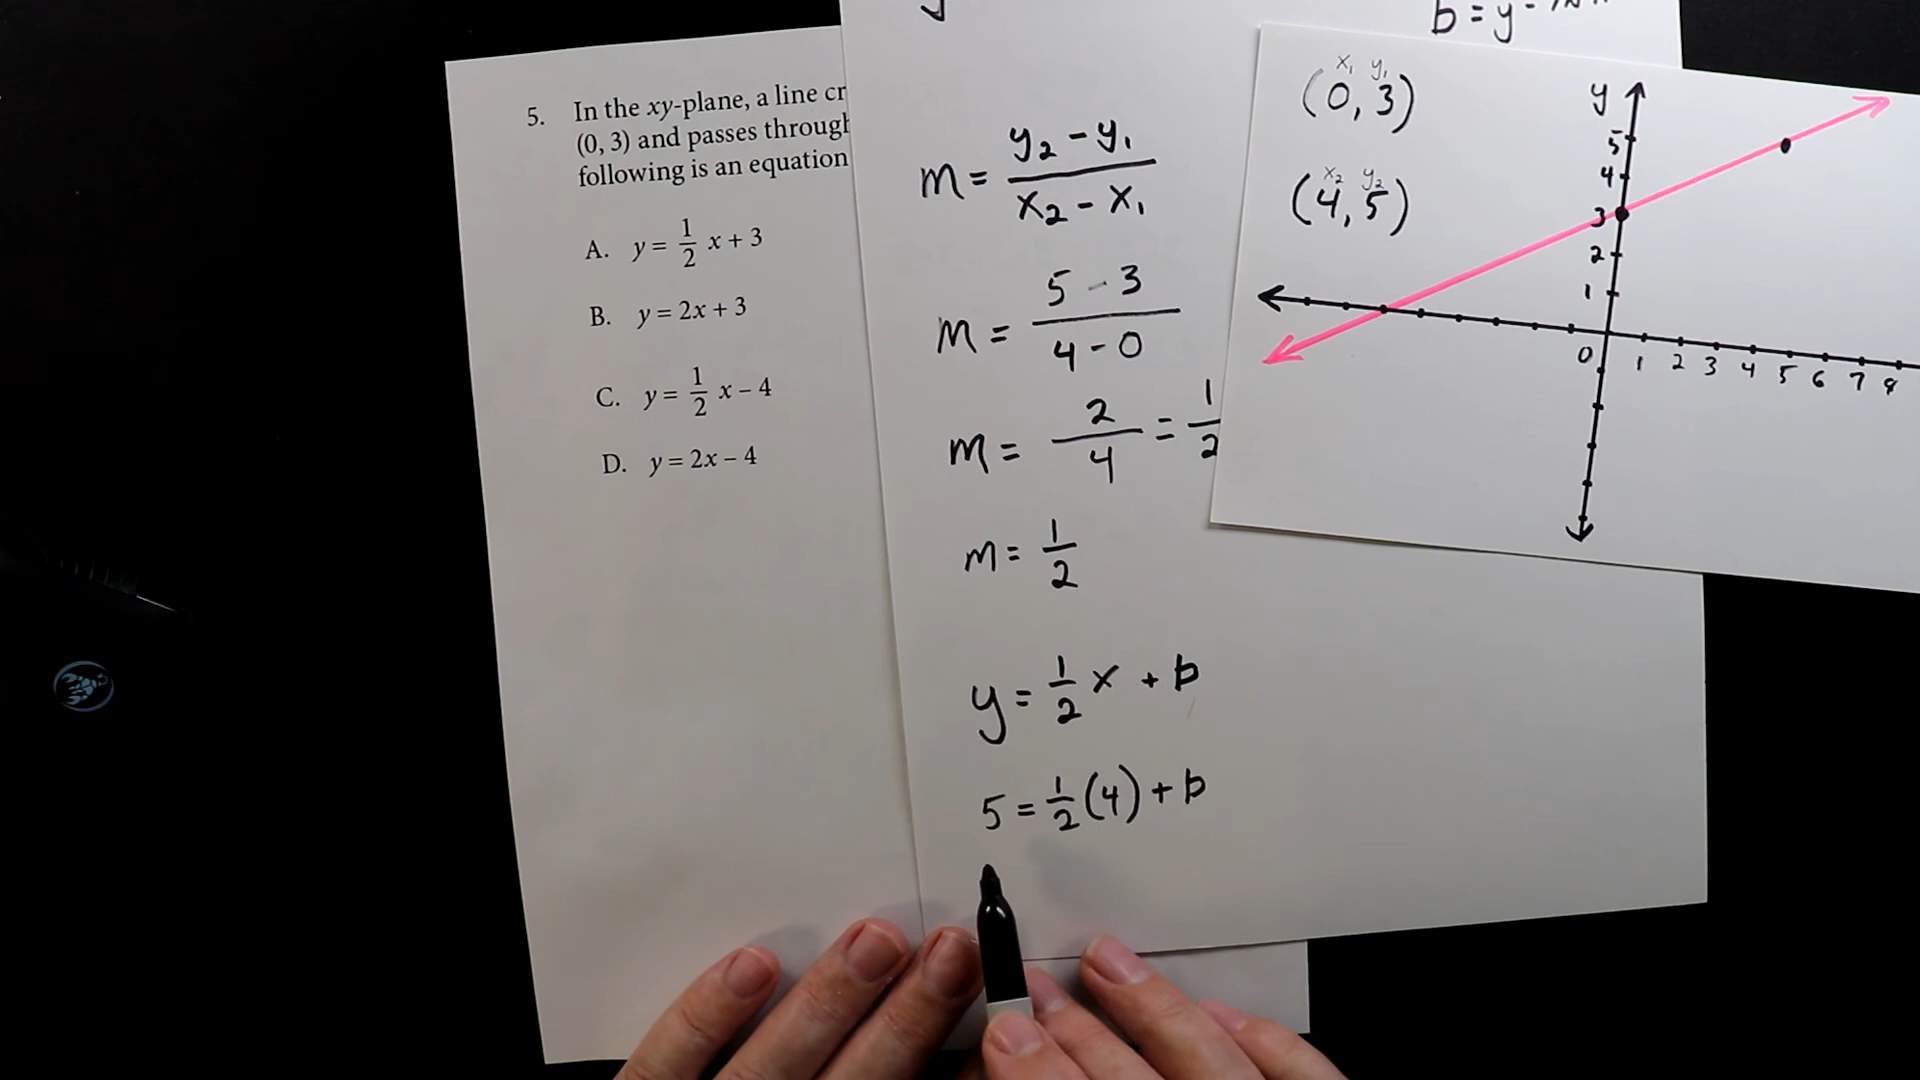 5. In the xy-plane, a line cr
(0, 3) and passes through
following is an equation
A. y = 1/2 x + 3
B. y = 2x + 3
C. y = 1/2 x − 4
D. y = 2x − 4
b = y -
m = y₂ - y₁ / x₂ - x₁
m = 5 - 3 / 4 - 0
m = 2/4 = 1/2
m = 1/2
y = 1/2 x + b
5 = 1/2 (4) + b
x₁ y₁
(0, 3)
x₂ y₂
(4, 5)
y
5
4
3
2
1
0 1 2 3 4 5 6 7 8